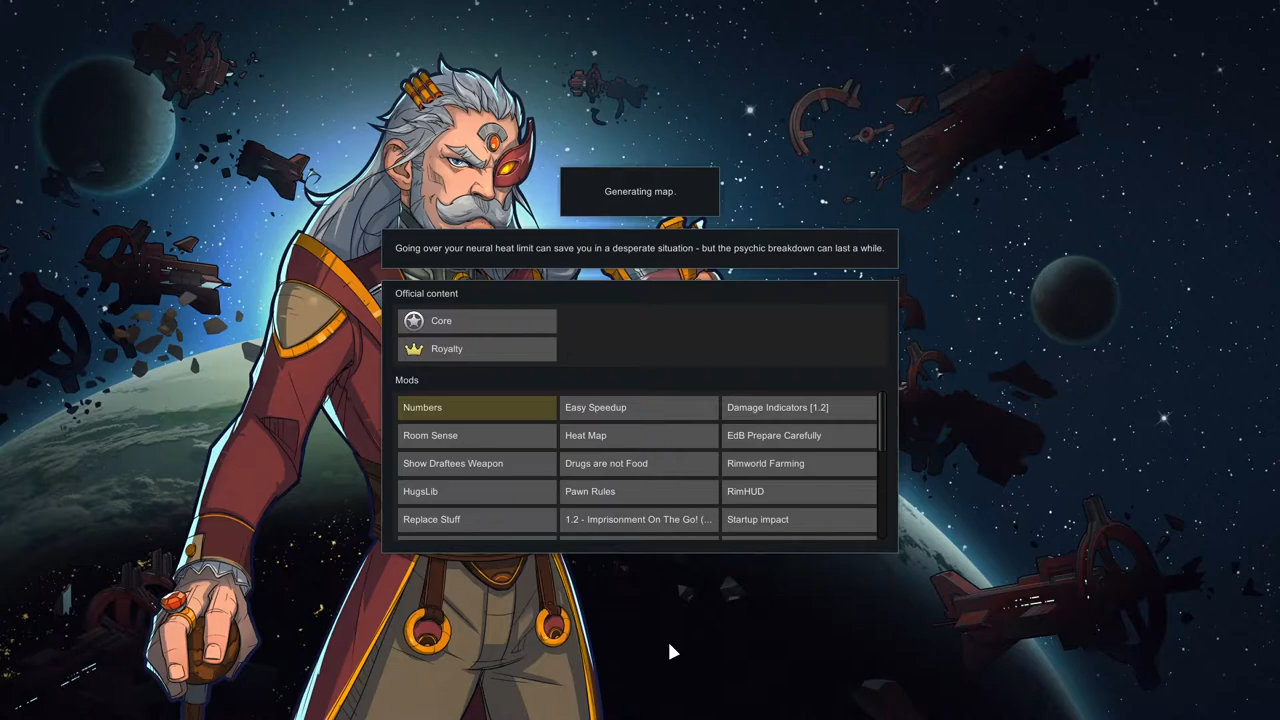 Generating map.
Going over your neural heat limit can save you in a desperate situation - but the psychic breakdown can last a while.
Official content
Core
Royalty
Mods
Numbers Easy Speedup Damage Indicators [1.2]
Room Sense Heat Map EdB Prepare Carefully
Show Draftees Weapon Drugs are not Food Rimworld Farming
HugsLib Pawn Rules RimHUD
Replace Stuff 1.2 - Imprisonment On The Go! (... Startup impact